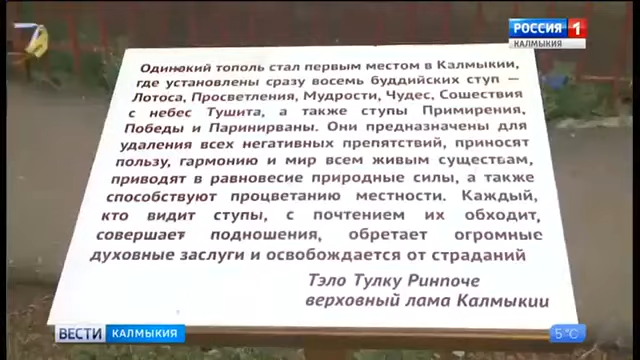 РОССИЯ 1
КАЛМЫКИЯ
Одинокий тополь стал первым местом в Калмыкии,
где установлены сразу восемь буддийских ступ –
Лотоса, Просветления, Мудрости, Чудес, Сошествия
с небес Тушита, а также ступы Примирения,
Победы и Паринирваны. Они предназначены для
удаления всех негативных препятствий, приносят
пользу, гармонию и мир всем живым существам,
приводят в равновесие природные силы, а также
способствуют процветанию местности. Каждый,
кто видит ступы, с почтением их обходит,
совершает подношения, обретает огромные
духовные заслуги и освобождается от страданий
Тэло Тулку Ринпоче
верховный лама Калмыкии
ВЕСТИ КАЛМЫКИЯ
5 °C